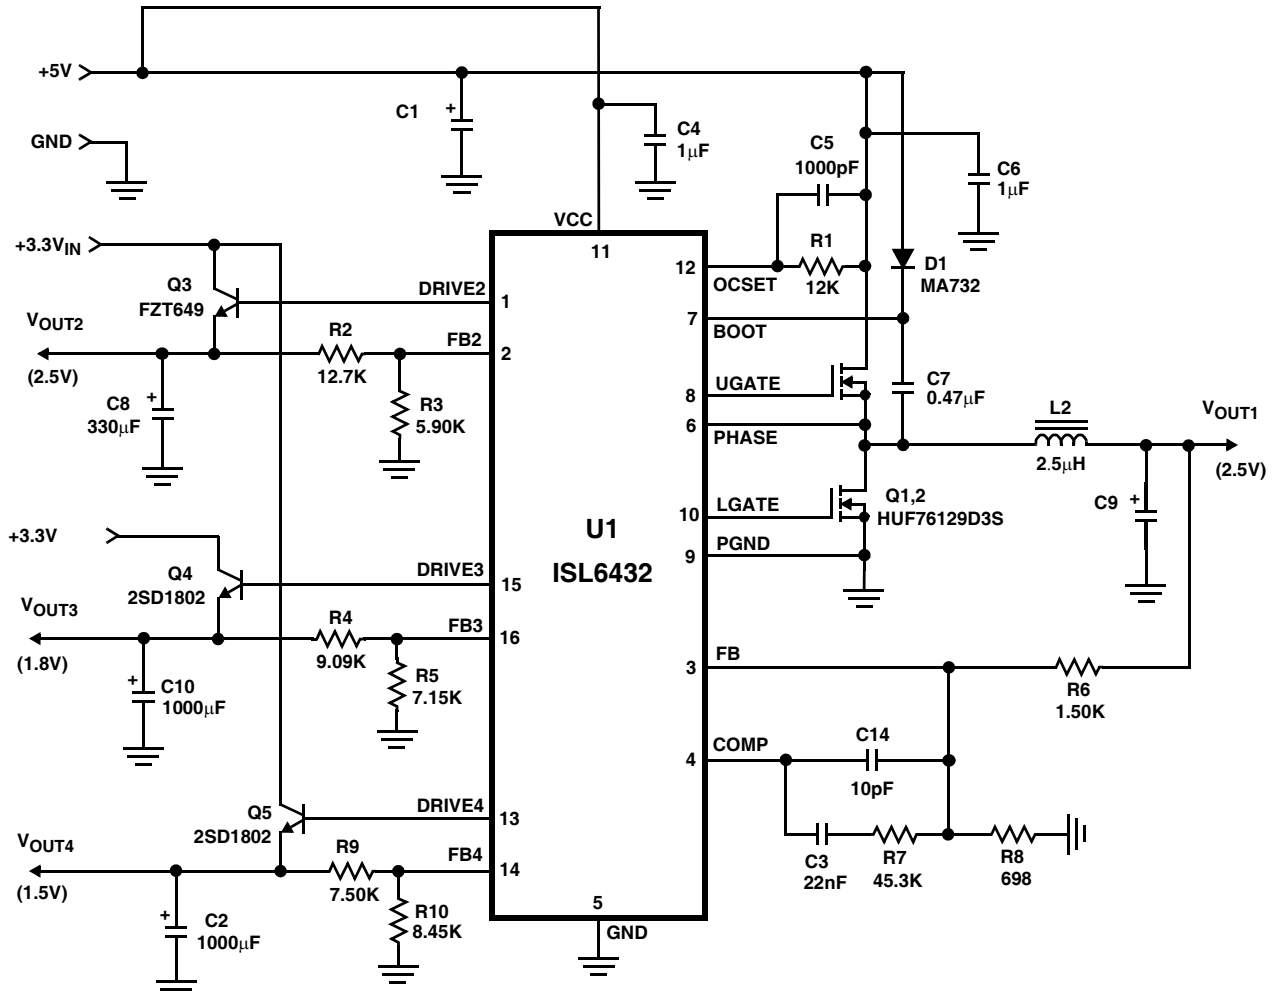 +5V
GND
C1
+
C4
1µF
C5
1000pF
C6
1µF
VCC
11
+3.3VIN
Q3
FZT649
DRIVE2
1
VOUT2
(2.5V)
R2
12.7K
FB2
2
C8
330µF
+
R3
5.90K
12
OCSET
R1
12K
D1
MA732
7
BOOT
8
UGATE
C7
0.47µF
6
PHASE
L2
2.5µH
VOUT1
(2.5V)
10
LGATE
Q1,2
HUF76129D3S
C9
+
9
PGND
U1
ISL6432
+3.3V
Q4
2SD1802
DRIVE3
15
VOUT3
(1.8V)
R4
9.09K
FB3
16
C10
1000µF
+
R5
7.15K
3
FB
R6
1.50K
4
COMP
C14
10pF
C3
22nF
R7
45.3K
R8
698
Q5
2SD1802
DRIVE4
13
VOUT4
(1.5V)
R9
7.50K
FB4
14
C2
1000µF
+
R10
8.45K
5
GND